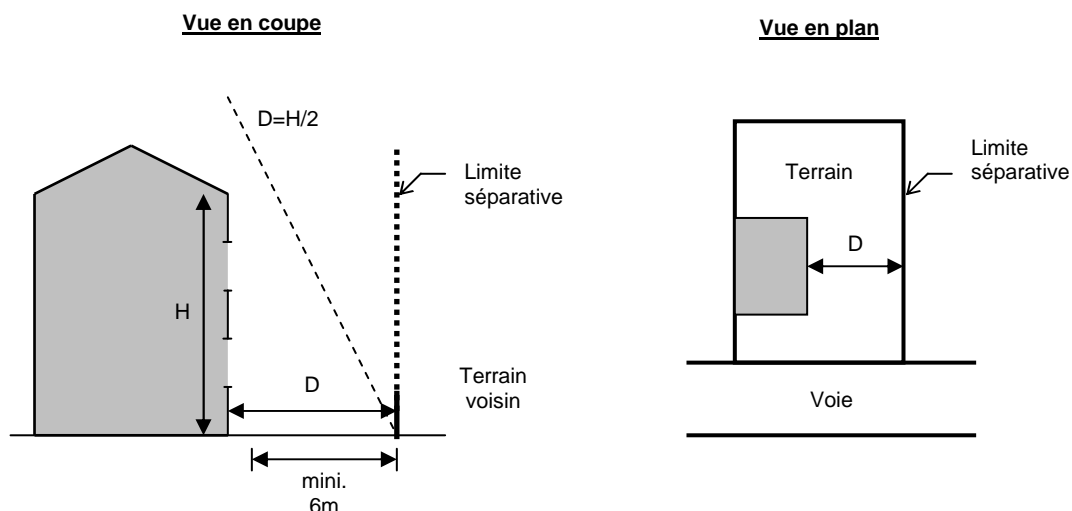 Vue en coupe
D=H/2
Limite
séparative
H
D
Terrain
voisin
mini.
6m
Vue en plan
Terrain
Limite
séparative
D
Voie